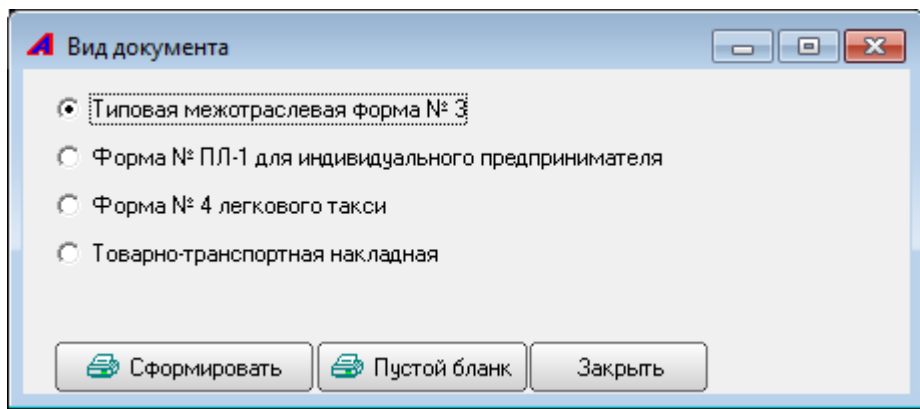 Вид документа
Типовая межотраслевая форма № 3
Форма № ПЛ-1 для индивидуального предпринимателя
Форма № 4 легкового такси
Товарно-транспортная накладная
Сформировать Пустой бланк Закрыть